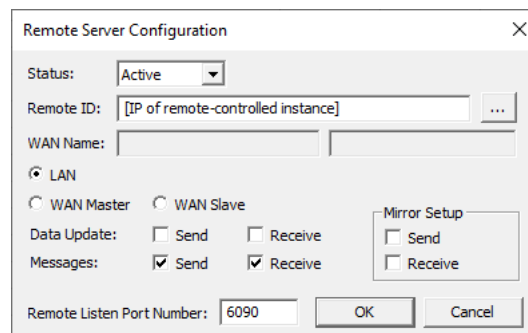 Remote Server Configuration
Status: Active
Remote ID: [IP of remote-controlled instance] ...
WAN Name:
LAN
WAN Master WAN Slave
Mirror Setup
Data Update: Send Receive Send
Messages: Send Receive Receive
Remote Listen Port Number: 6090 OK Cancel